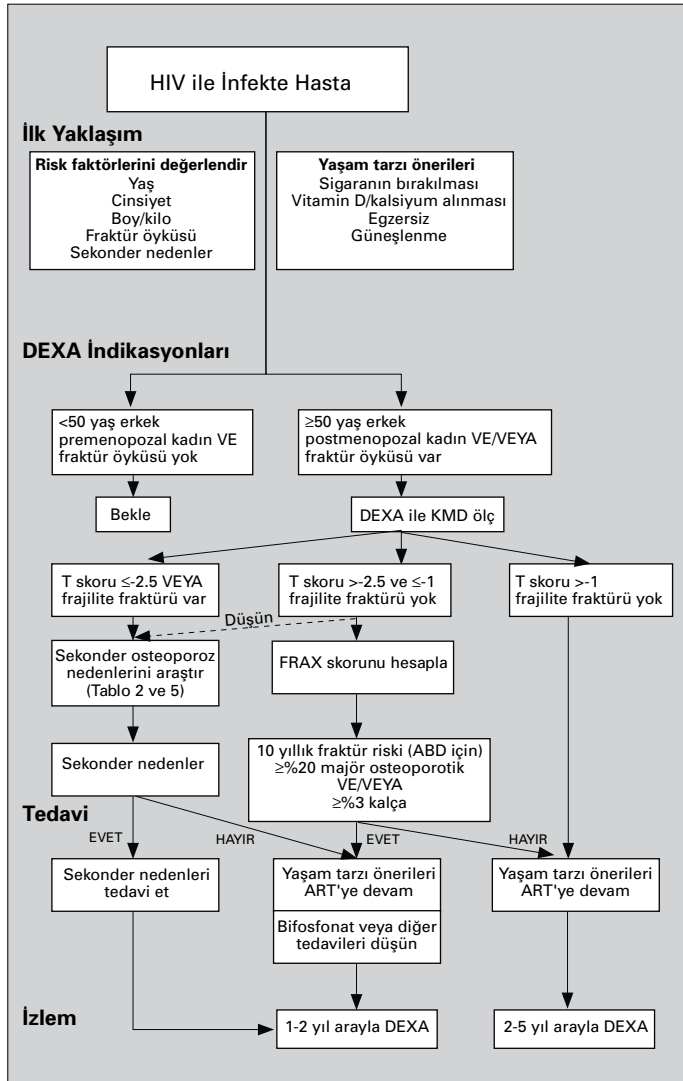 HIV ile İnfekte Hasta
İlk Yaklaşım
Risk faktörlerini değerlendir
Yaş
Cinsiyet
Boy/kilo
Fraktür öyküsü
Sekonder nedenler
Yaşam tarzı önerileri
Sigaranın bırakılması
Vitamin D/kalsiyum alınması
Egzersiz
Güneşlenme
DEXA İndikasyonları
<50 yaş erkek
premenopozal kadın VE
fraktür öyküsü yok
≥50 yaş erkek
postmenopozal kadın VE/VEYA
fraktür öyküsü var
Bekle
DEXA ile KMD ölç
T skoru ≤-2.5 VEYA
frajilite fraktürü var
T skoru >-2.5 ve ≤-1
frajilite fraktürü yok
T skoru >-1
frajilite fraktürü yok
Düşün
Sekonder osteoporoz
nedenlerini araştır
(Tablo 2 ve 5)
FRAX skorunu hesapla
Sekonder nedenler
10 yıllık fraktür riski (ABD için)
≥%20 majör osteoporotik
VE/VEYA
≥%3 kalça
Tedavi
EVET
HAYIR
EVET
HAYIR
Sekonder nedenleri
tedavi et
Yaşam tarzı önerileri
ART'ye devam
Bifosfonat veya diğer
tedavileri düşün
Yaşam tarzı önerileri
ART'ye devam
İzlem
1-2 yıl arayla DEXA
2-5 yıl arayla DEXA